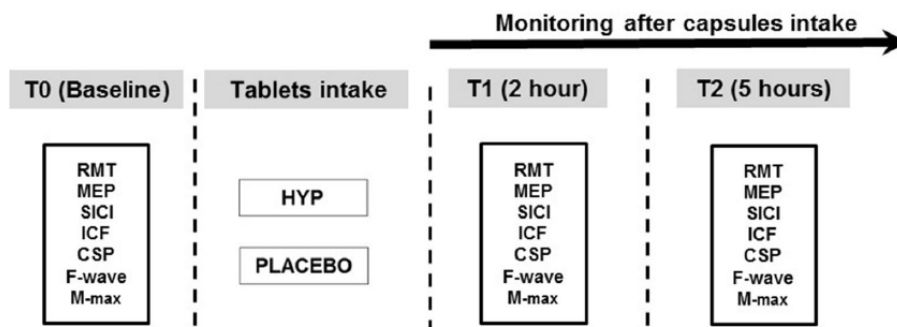 Monitoring after capsules intake
T0 (Baseline)
Tablets intake
T1 (2 hour)
T2 (5 hours)
RMT
MEP
SICI
ICF
CSP
F-wave
M-max
HYP
PLACEBO
RMT
MEP
SICI
ICF
CSP
F-wave
M-max
RMT
MEP
SICI
ICF
CSP
F-wave
M-max